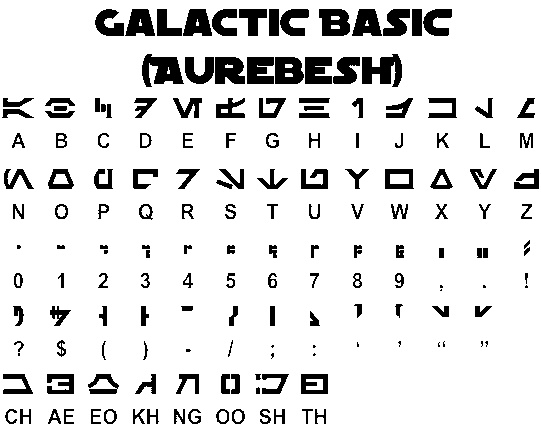 GALACTIC BASIC
(AUREBESH)
A B C D E F G H I J K L M
N O P Q R S T U V W X Y Z
0 1 2 3 4 5 6 7 8 9 , . !
? $ ( ) - / ; : ‘ ’ “ ”
CH AE EO KH NG OO SH TH